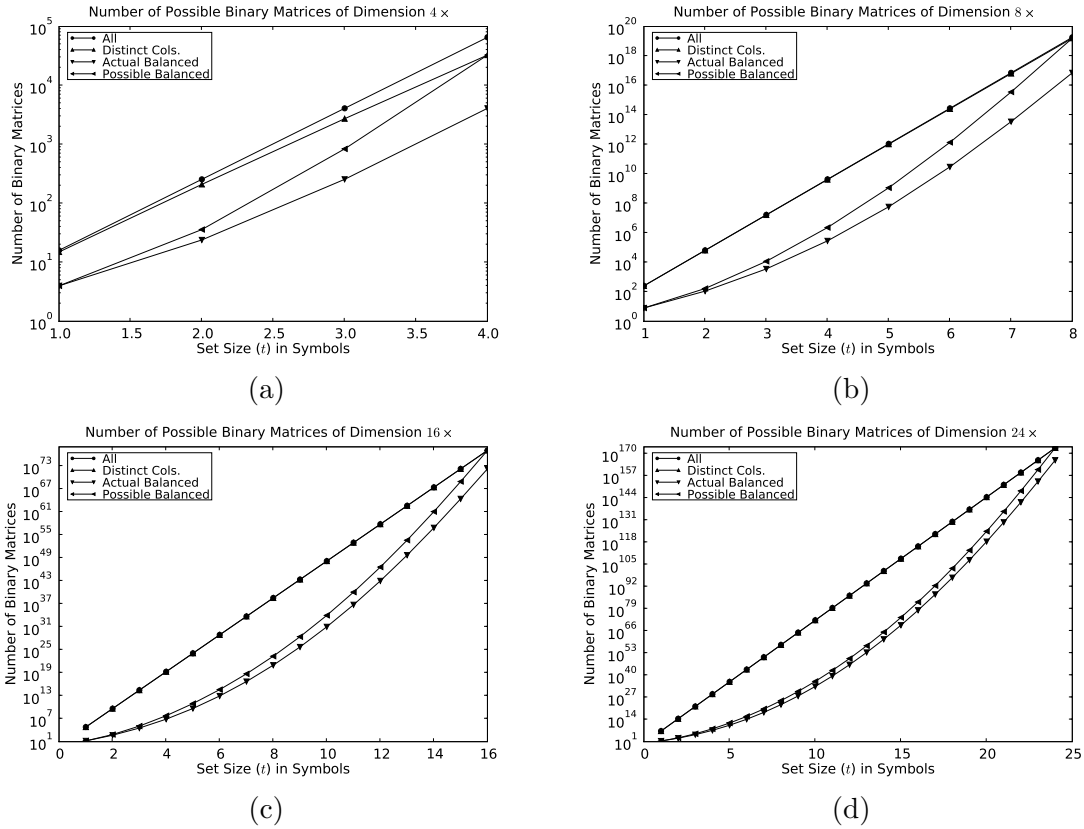 Number of Possible Binary Matrices of Dimension 4 ×
Number of Binary Matrices
10^5
10^4
10^3
10^2
10^1
10^0
All
Distinct Cols.
Actual Balanced
Possible Balanced
1.0 1.5 2.0 2.5 3.0 3.5 4.0
Set Size (t) in Symbols
(a)
Number of Possible Binary Matrices of Dimension 8 ×
Number of Binary Matrices
10^20
10^18
10^16
10^14
10^12
10^10
10^8
10^6
10^4
10^2
10^0
All
Distinct Cols.
Actual Balanced
Possible Balanced
1 2 3 4 5 6 7 8
Set Size (t) in Symbols
(b)
Number of Possible Binary Matrices of Dimension 16 ×
Number of Binary Matrices
10^73
10^67
10^61
10^55
10^49
10^43
10^37
10^31
10^25
10^19
10^13
10^7
10^1
All
Distinct Cols.
Actual Balanced
Possible Balanced
0 2 4 6 8 10 12 14 16
Set Size (t) in Symbols
(c)
Number of Possible Binary Matrices of Dimension 24 ×
Number of Binary Matrices
10^170
10^157
10^144
10^131
10^118
10^105
10^92
10^79
10^66
10^53
10^40
10^27
10^14
10^1
All
Distinct Cols.
Actual Balanced
Possible Balanced
0 5 10 15 20 25
Set Size (t) in Symbols
(d)